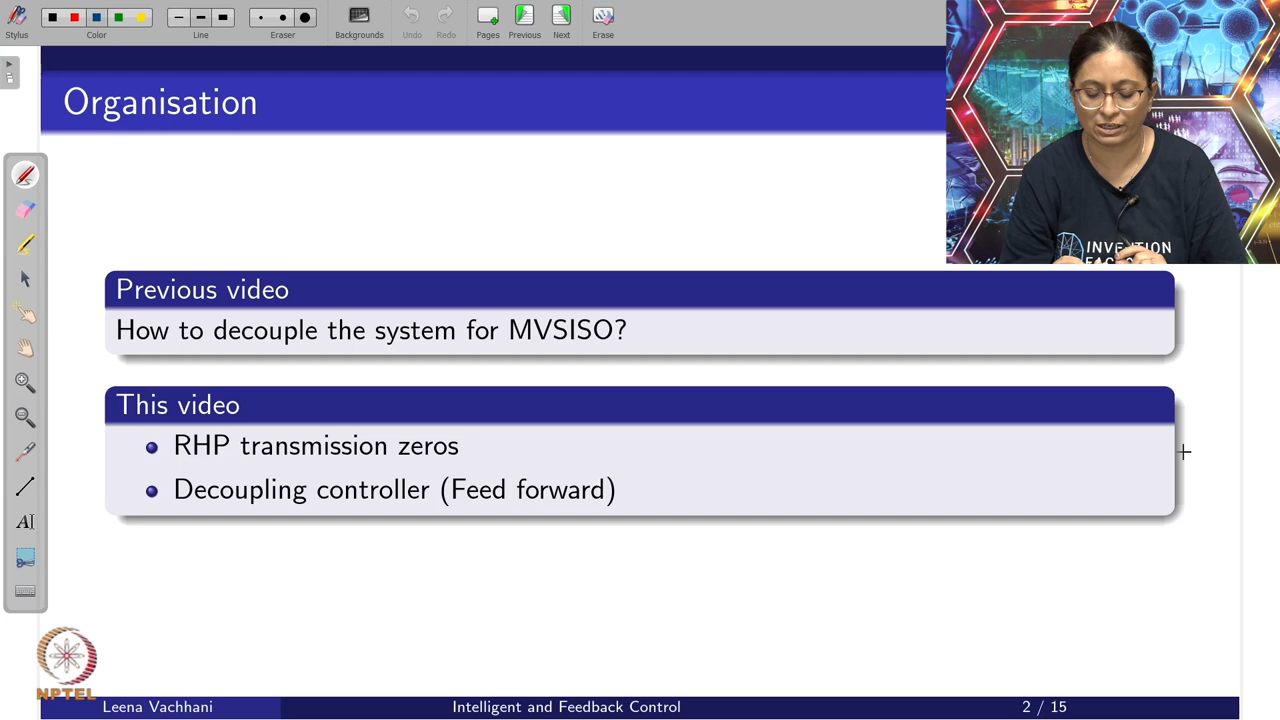 Stylus
Color
Line
Eraser
Backgrounds
Undo
Redo
Pages
Previous
Next
Erase
Organisation
INVENTION
Previous video
How to decouple the system for MVSISO?
This video
RHP transmission zeros
Decoupling controller (Feed forward)
NPTEL
Leena Vachhani
Intelligent and Feedback Control
2 / 15